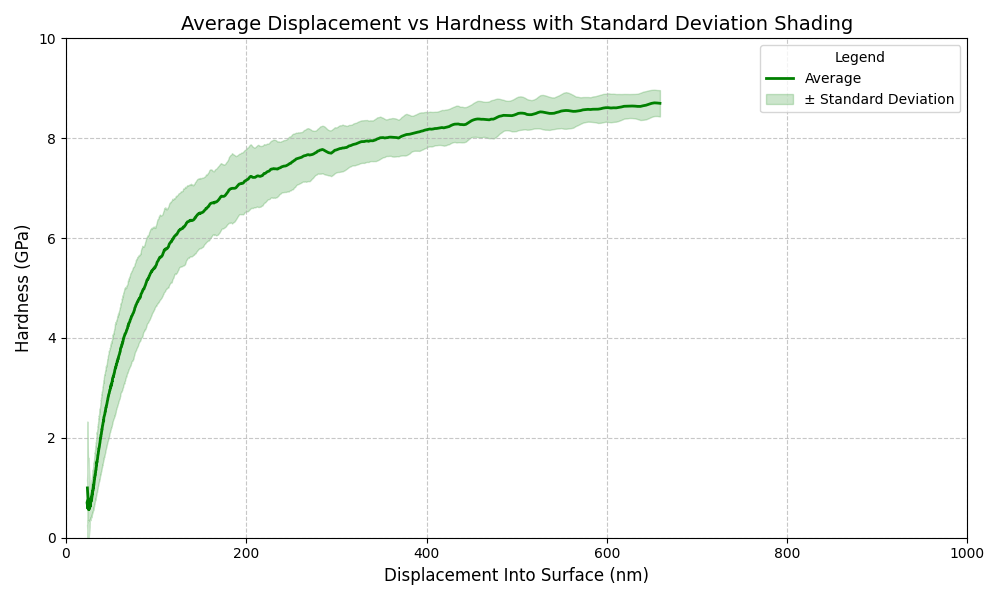 Average Displacement vs Hardness with Standard Deviation Shading
10
8
6
4
2
0
Hardness (GPa)
Legend
Average
± Standard Deviation
0 200 400 600 800 1000
Displacement Into Surface (nm)